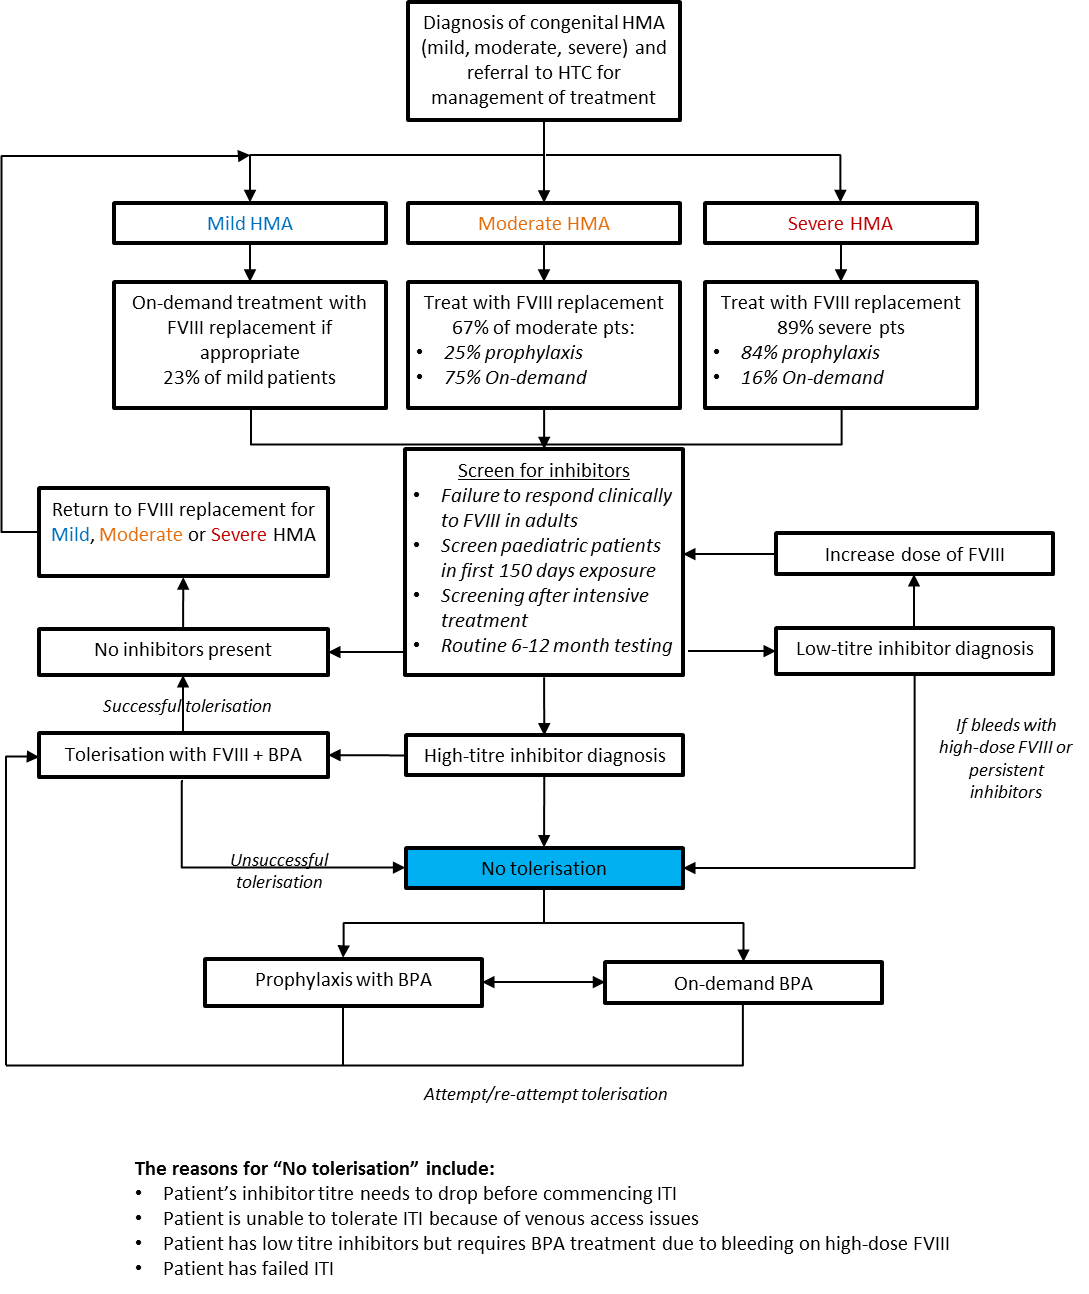 Diagnosis of congenital HMA
(mild, moderate, severe) and
referral to HTC for
management of treatment
Mild HMA
Moderate HMA
Severe HMA
On-demand treatment with
FVIII replacement if
appropriate
23% of mild patients
Treat with FVIII replacement
67% of moderate pts:
• 25% prophylaxis
• 75% On-demand
Treat with FVIII replacement
89% severe pts
• 84% prophylaxis
• 16% On-demand
Screen for inhibitors
• Failure to respond clinically
to FVIII in adults
• Screen paediatric patients
in first 150 days exposure
• Screening after intensive
treatment
• Routine 6-12 month testing
Return to FVIII replacement for
Mild, Moderate or Severe HMA
Increase dose of FVIII
No inhibitors present
Low-titre inhibitor diagnosis
Successful tolerisation
Tolerisation with FVIII + BPA
High-titre inhibitor diagnosis
If bleeds with
high-dose FVIII or
persistent
inhibitors
Unsuccessful
tolerisation
No tolerisation
Prophylaxis with BPA
On-demand BPA
Attempt/re-attempt tolerisation
The reasons for “No tolerisation” include:
• Patient’s inhibitor titre needs to drop before commencing ITI
• Patient is unable to tolerate ITI because of venous access issues
• Patient has low titre inhibitors but requires BPA treatment due to bleeding on high-dose FVIII
• Patient has failed ITI